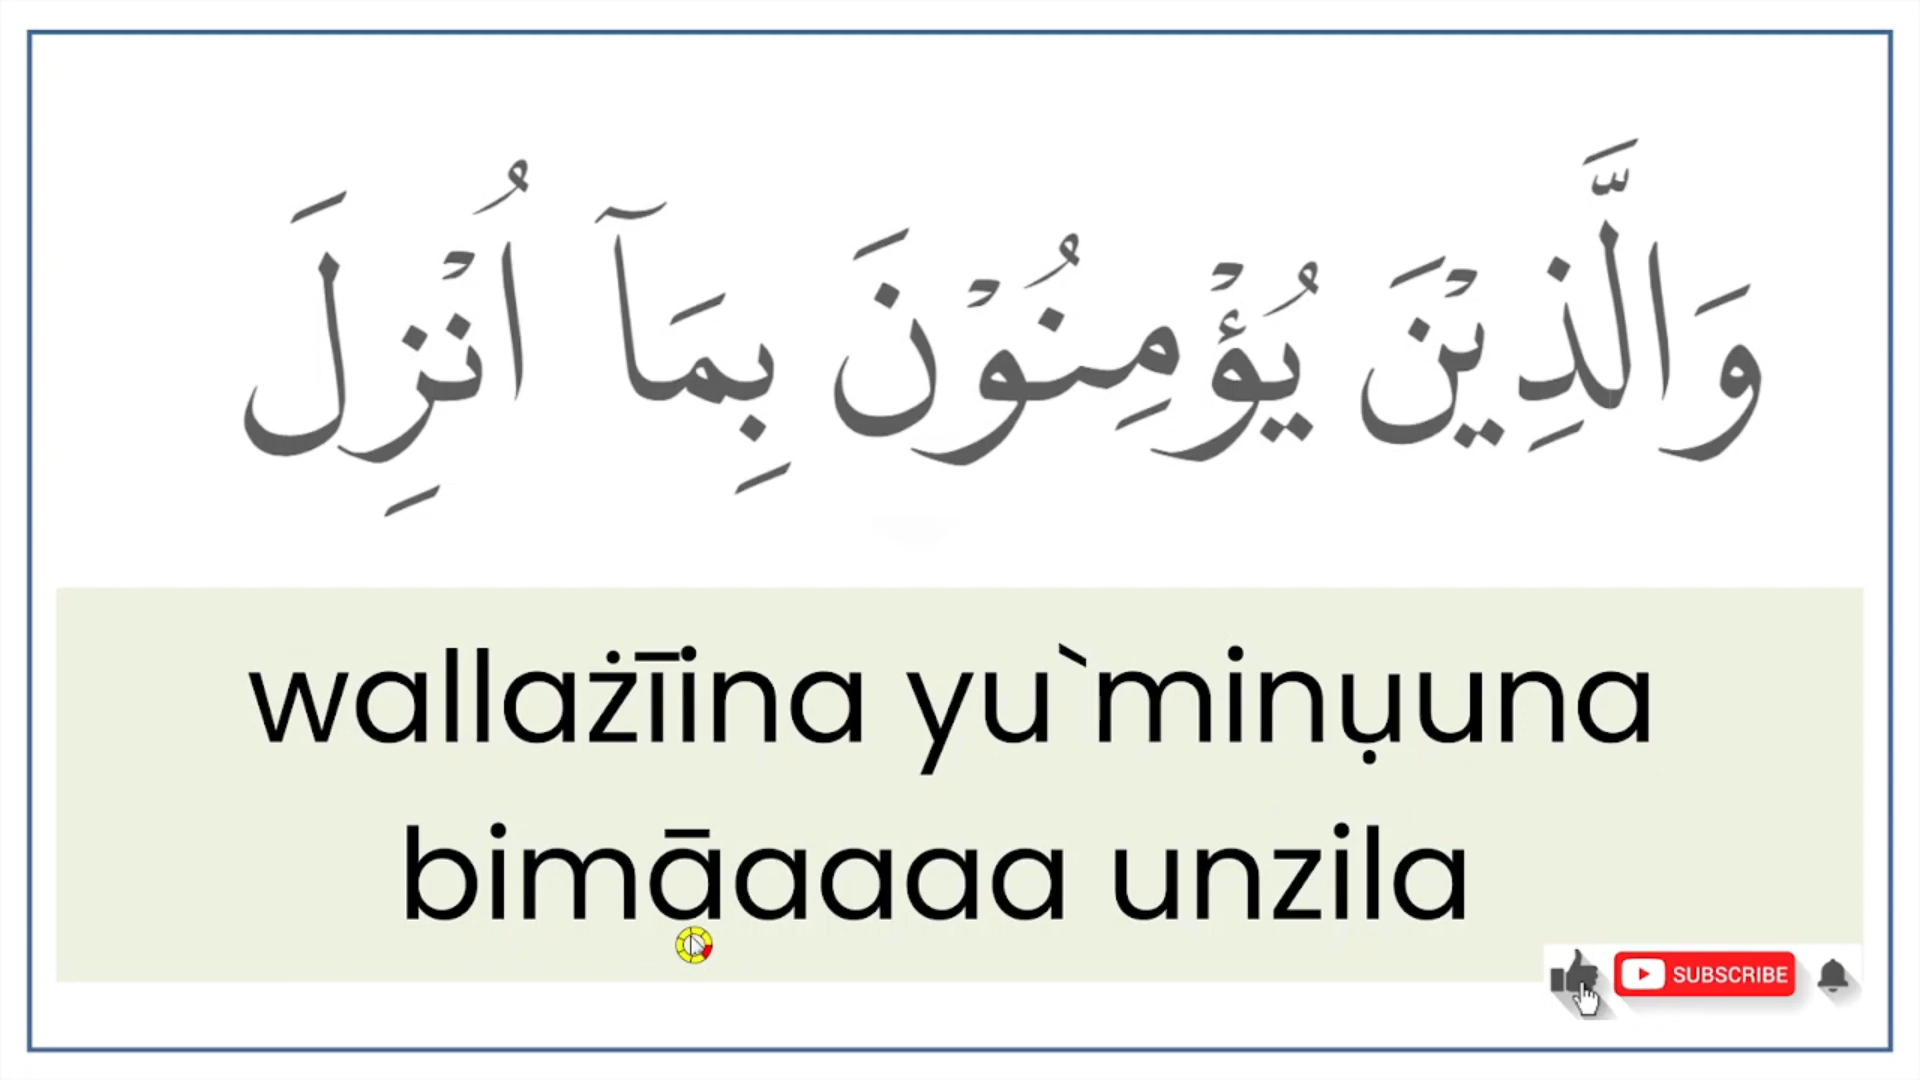 وَالَّذِيْنَ يُؤْمِنُوْنَ بِمَآ اُنْزِلَ
wallażīina yu`minụuna
bimāaaaa unzila
SUBSCRIBE